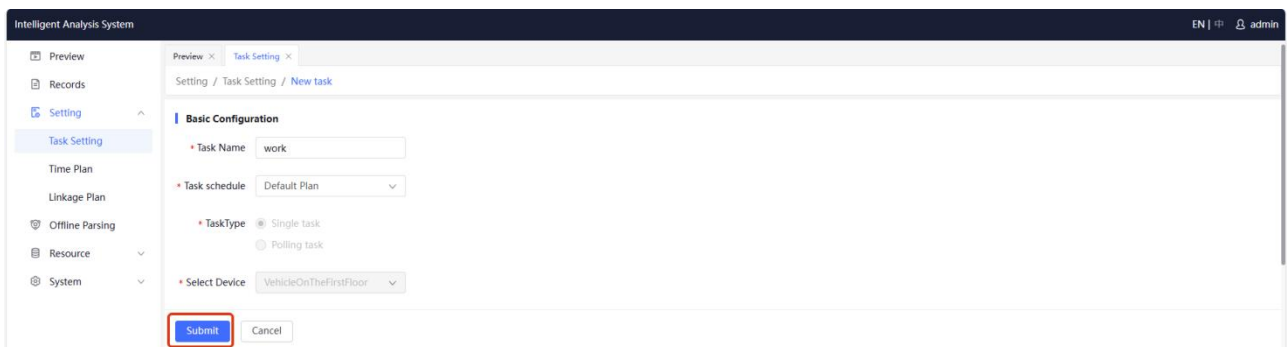 Intelligent Analysis System EN | 中 admin
Preview
Records
Setting
Task Setting
Time Plan
Linkage Plan
Offline Parsing
Resource
System
Preview × Task Setting ×
Setting / Task Setting / New task
Basic Configuration
* Task Name work
* Task schedule Default Plan
* TaskType Single task
Polling task
* Select Device VehicleOnTheFirstFloor
Submit Cancel